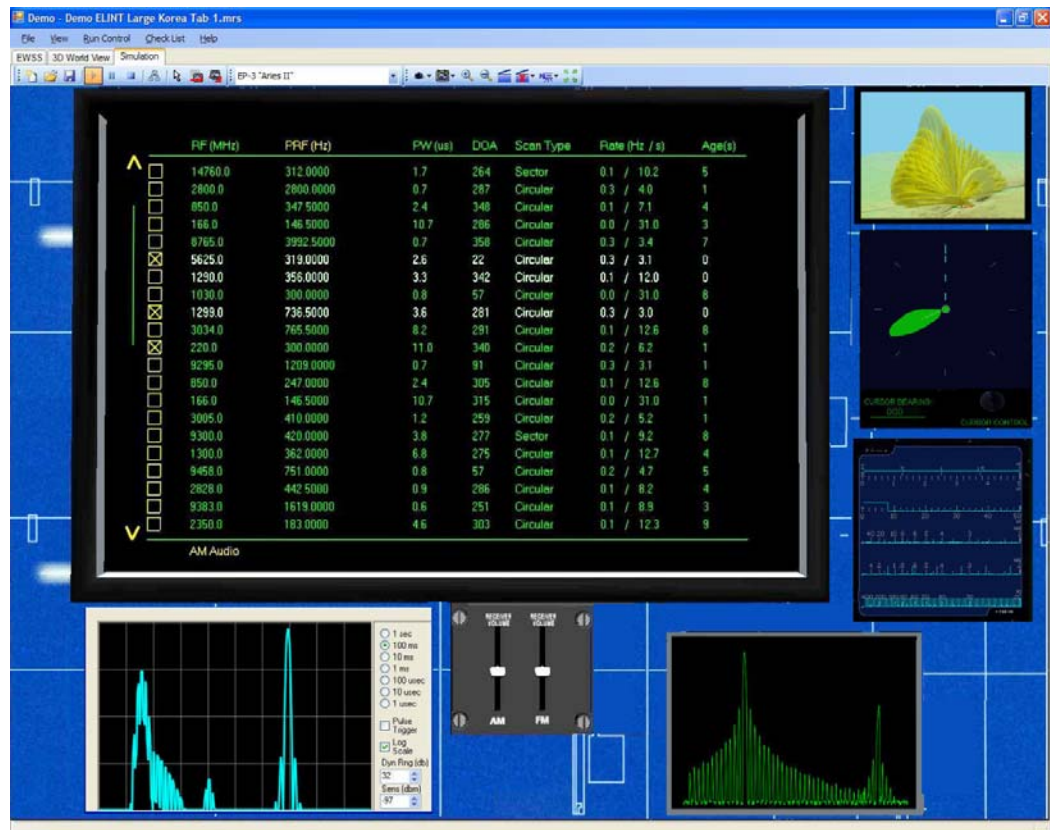 Demo - Demo ELINT Large Korea Tab 1.mrs
File View Run Control Check List Help
EWSS 3D World View Simulation
EP-3 "Aries II"
RF (MHz) PRF (Hz) PW (us) DOA Scan Type Rate (Hz / s) Age(s)
14760.0 312.0000 1.7 264 Sector 0.1 / 10.2 5
2800.0 2800.0000 0.7 287 Circular 0.3 / 4.0 1
850.0 347.5000 2.4 348 Circular 0.1 / 7.1 4
166.0 146.5000 10.7 286 Circular 0.0 / 31.0 3
8765.0 3992.5000 0.7 358 Circular 0.3 / 3.4 7
5625.0 319.0000 2.6 22 Circular 0.3 / 3.1 0
1290.0 356.0000 3.3 342 Circular 0.1 / 12.0 0
1030.0 300.0000 0.8 57 Circular 0.0 / 31.0 8
1299.0 736.5000 3.6 281 Circular 0.3 / 3.0 0
3034.0 765.5000 8.2 291 Circular 0.1 / 12.6 8
220.0 300.0000 11.0 340 Circular 0.2 / 6.2 1
9295.0 1209.0000 0.7 91 Circular 0.3 / 3.1 1
850.0 247.0000 2.4 305 Circular 0.1 / 12.6 8
166.0 146.5000 10.7 315 Circular 0.0 / 31.0 1
3005.0 410.0000 1.2 259 Circular 0.2 / 5.2 1
9300.0 420.0000 3.8 277 Sector 0.1 / 9.2 8
1300.0 362.0000 6.8 275 Circular 0.1 / 12.7 4
9458.0 751.0000 0.8 57 Circular 0.2 / 4.7 5
2828.0 442.5000 0.9 286 Circular 0.1 / 8.2 4
9383.0 1619.0000 0.6 251 Circular 0.1 / 8.9 3
2350.0 183.0000 4.6 303 Circular 0.1 / 12.3 9
AM Audio
CURSOR BEARING
000
CURSOR CONTROL
1 sec
100 ms
10 ms
1 ms
100 usec
10 usec
1 usec
Pulse
Trigger
Log
Scale
Dyn Rng (db)
32
Sens (dbm)
-97
RECEIVER VOLUME RECEIVER VOLUME
AM FM